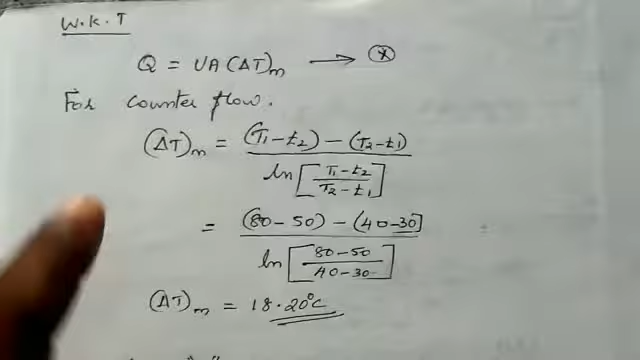 W.K.T
Q = UA(ΔT)m → (*)
For counter flow.
(ΔT)m = (T1-t2) - (T2-t1) / ln [T1-t2 / T2-t1]
= (80-50) - (40-30] / ln [80-50 / 40-30]
(ΔT)m = 18.20°C